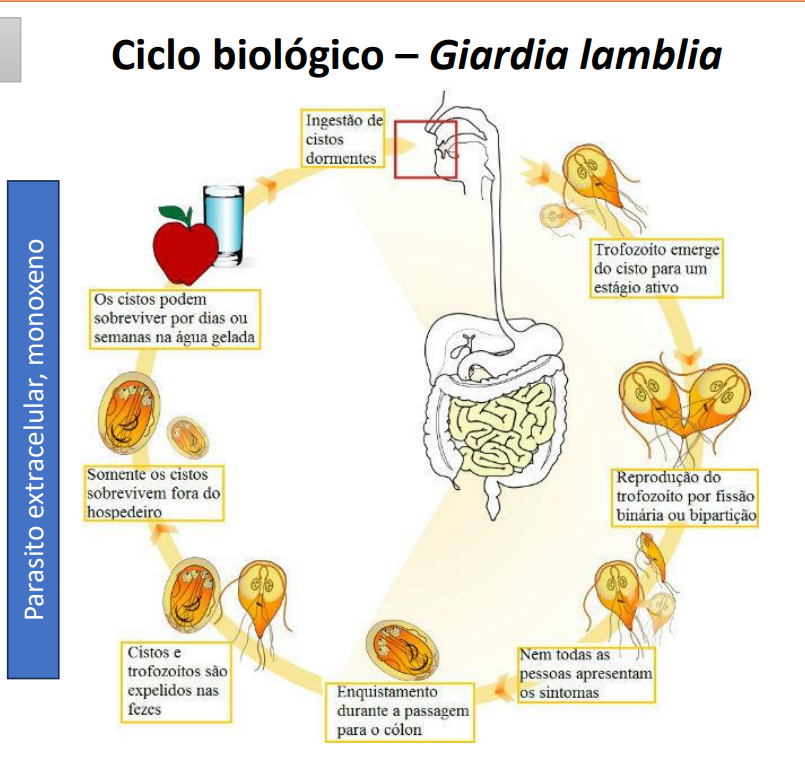 Ciclo biológico – Giardia lamblia
Ingestão de
cistos
dormentes
Trofozoíto emerge
do cisto para um
estágio ativo
Reprodução do
trofozoíto por fissão
binária ou bipartição
Nem todas as
pessoas apresentam
os sintomas
Enquistamento
durante a passagem
para o cólon
Cistos e
trofozoítos são
expelidos nas
fezes
Somente os cistos
sobrevivem fora do
hospedeiro
Os cistos podem
sobreviver por dias ou
semanas na água gelada
Parasito extracelular, monoxeno